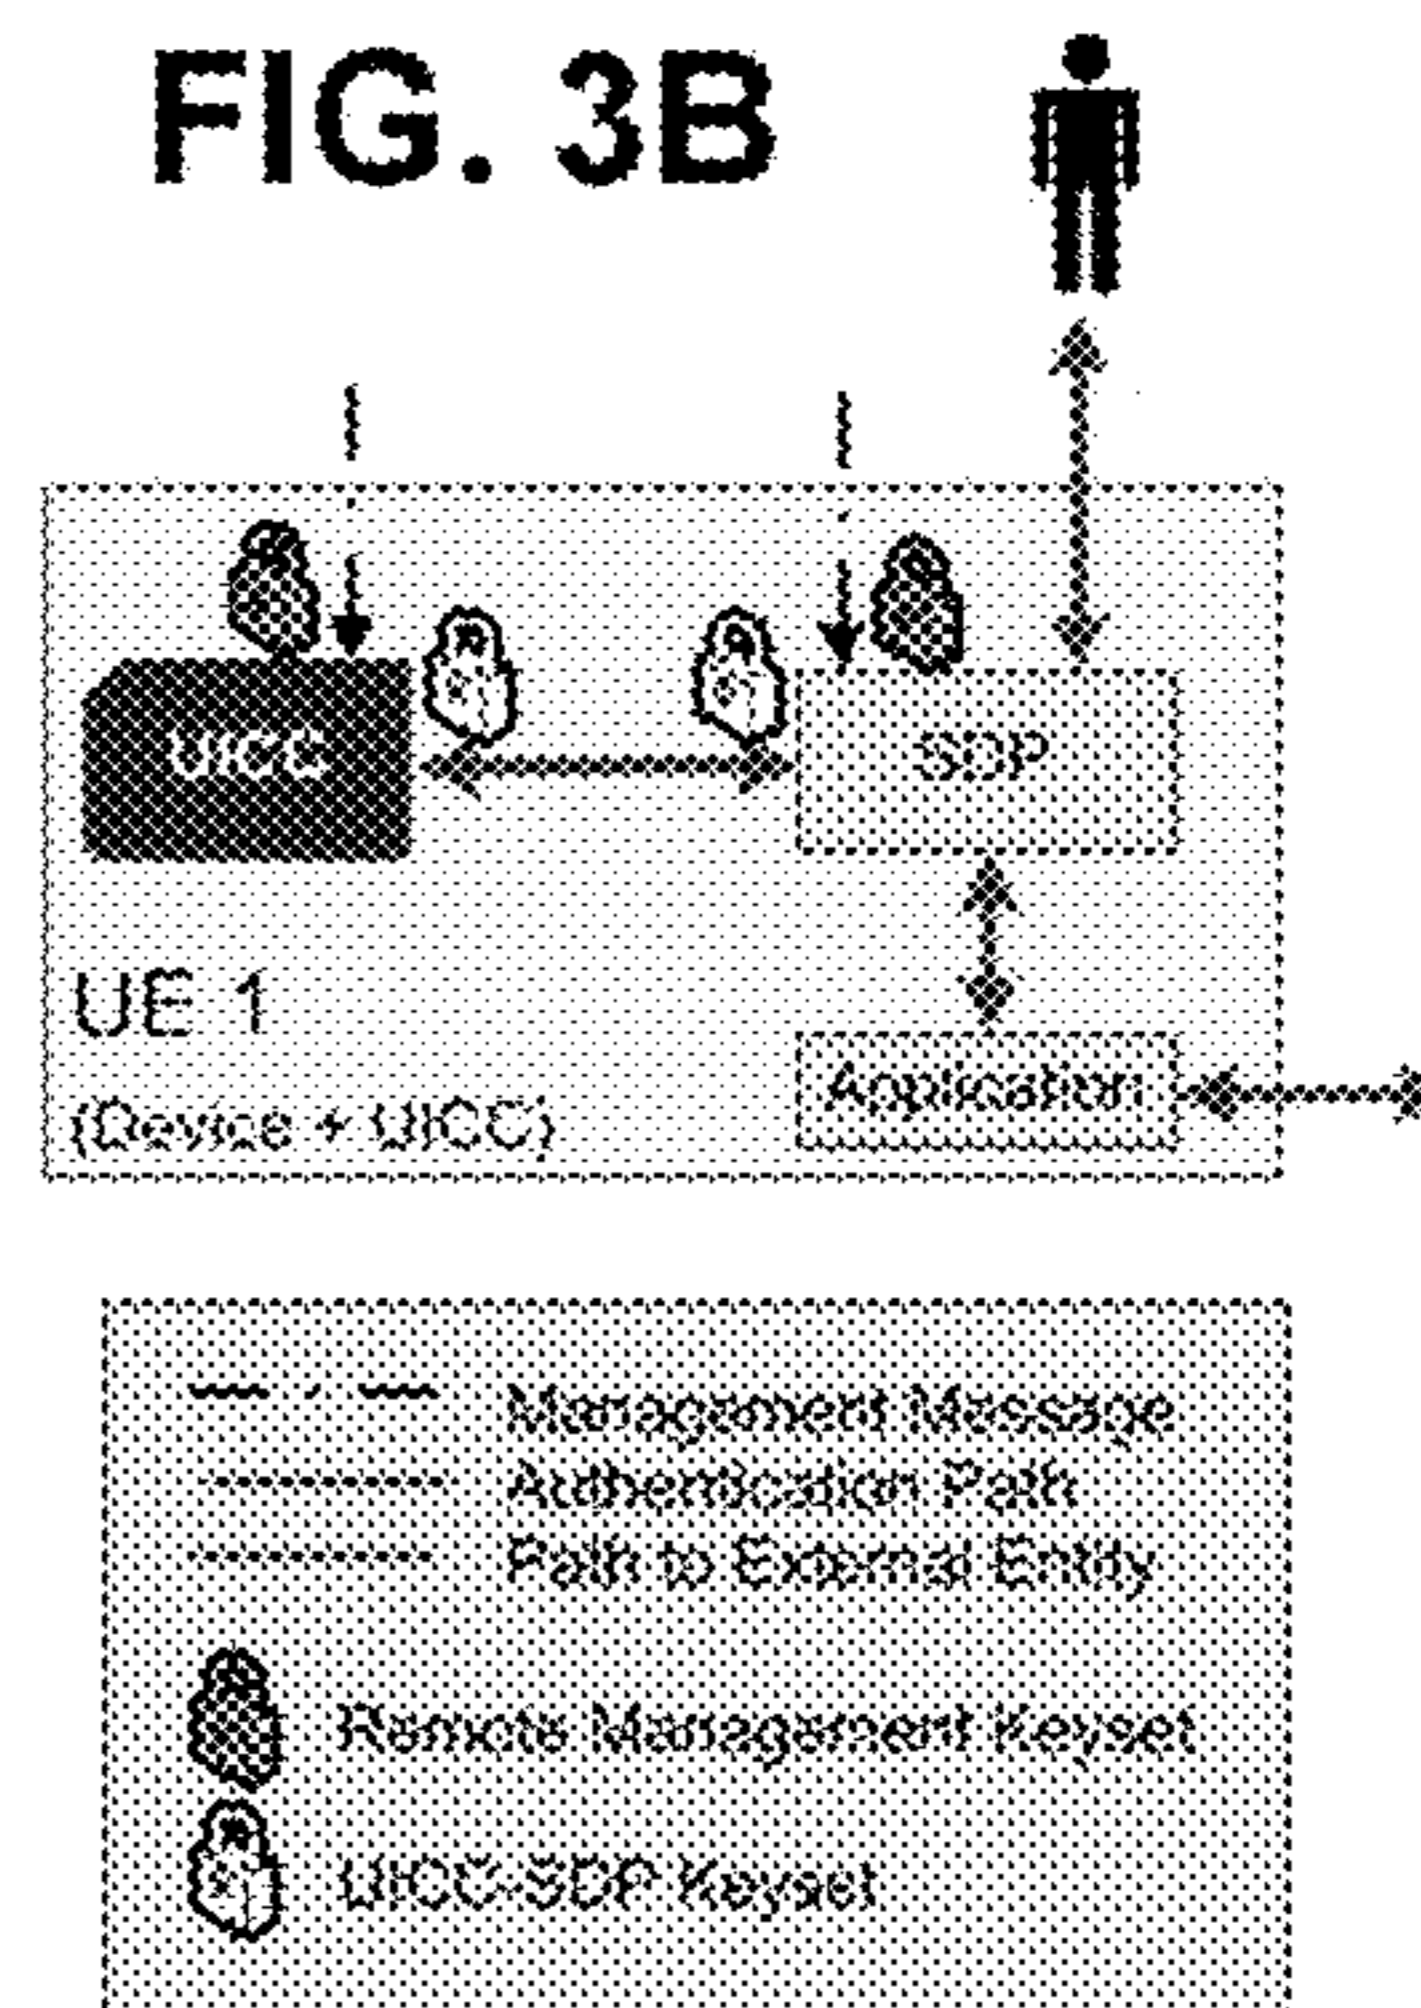 FIG. 3B
UICC
SDP
UE 1
Application
(Device + UICC)
Management Message
Authentication Path
Path to External Entity
Remote Management Keyset
UICC-SDP Keyset